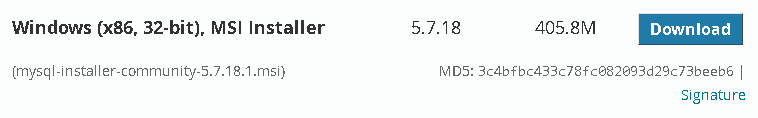 Windows (x86, 32-bit), MSI Installer 5.7.18 405.8M Download
(mysql-installer-community-5.7.18.1.msi) MD5: 3c4bfbc433c78fc082093d29c73beeb6 |
Signature